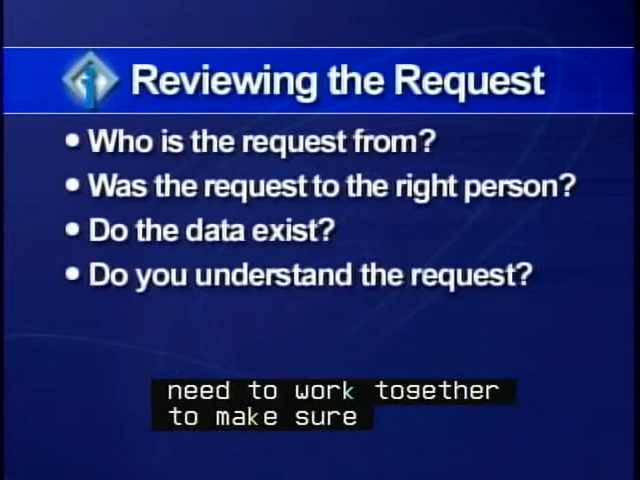 Reviewing the Request
• Who is the request from?
• Was the request to the right person?
• Do the data exist?
• Do you understand the request?
need to work together
to make sure